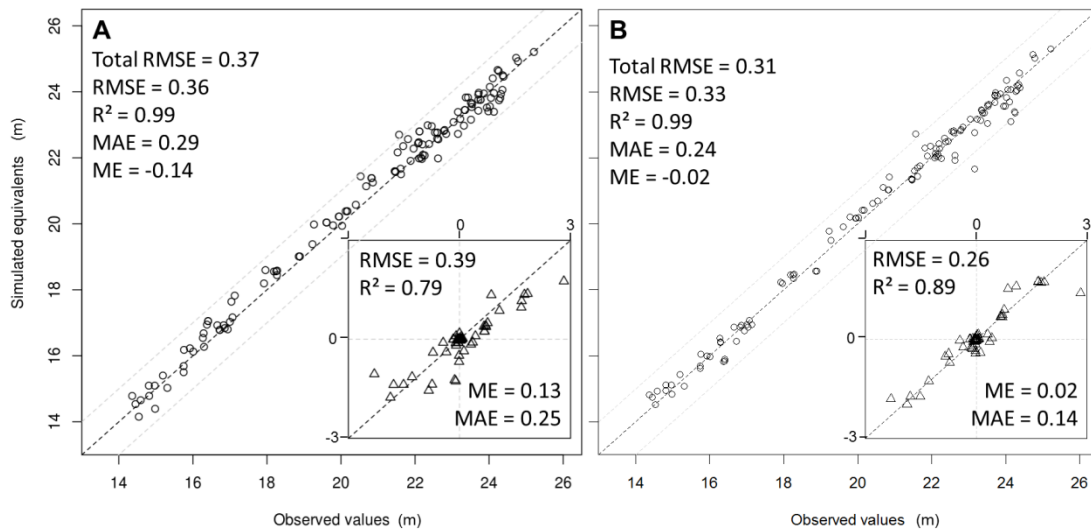 A
Total RMSE = 0.37
RMSE = 0.36
R² = 0.99
MAE = 0.29
ME = -0.14
26
24
22
20
18
16
14
Simulated equivalents (m)
0 3
RMSE = 0.39
R² = 0.79
0
ME = 0.13
MAE = 0.25
-3
14 16 18 20 22 24 26
Observed values (m)
B
Total RMSE = 0.31
RMSE = 0.33
R² = 0.99
MAE = 0.24
ME = -0.02
0 3
RMSE = 0.26
R² = 0.89
0
ME = 0.02
MAE = 0.14
-3
14 16 18 20 22 24 26
Observed values (m)